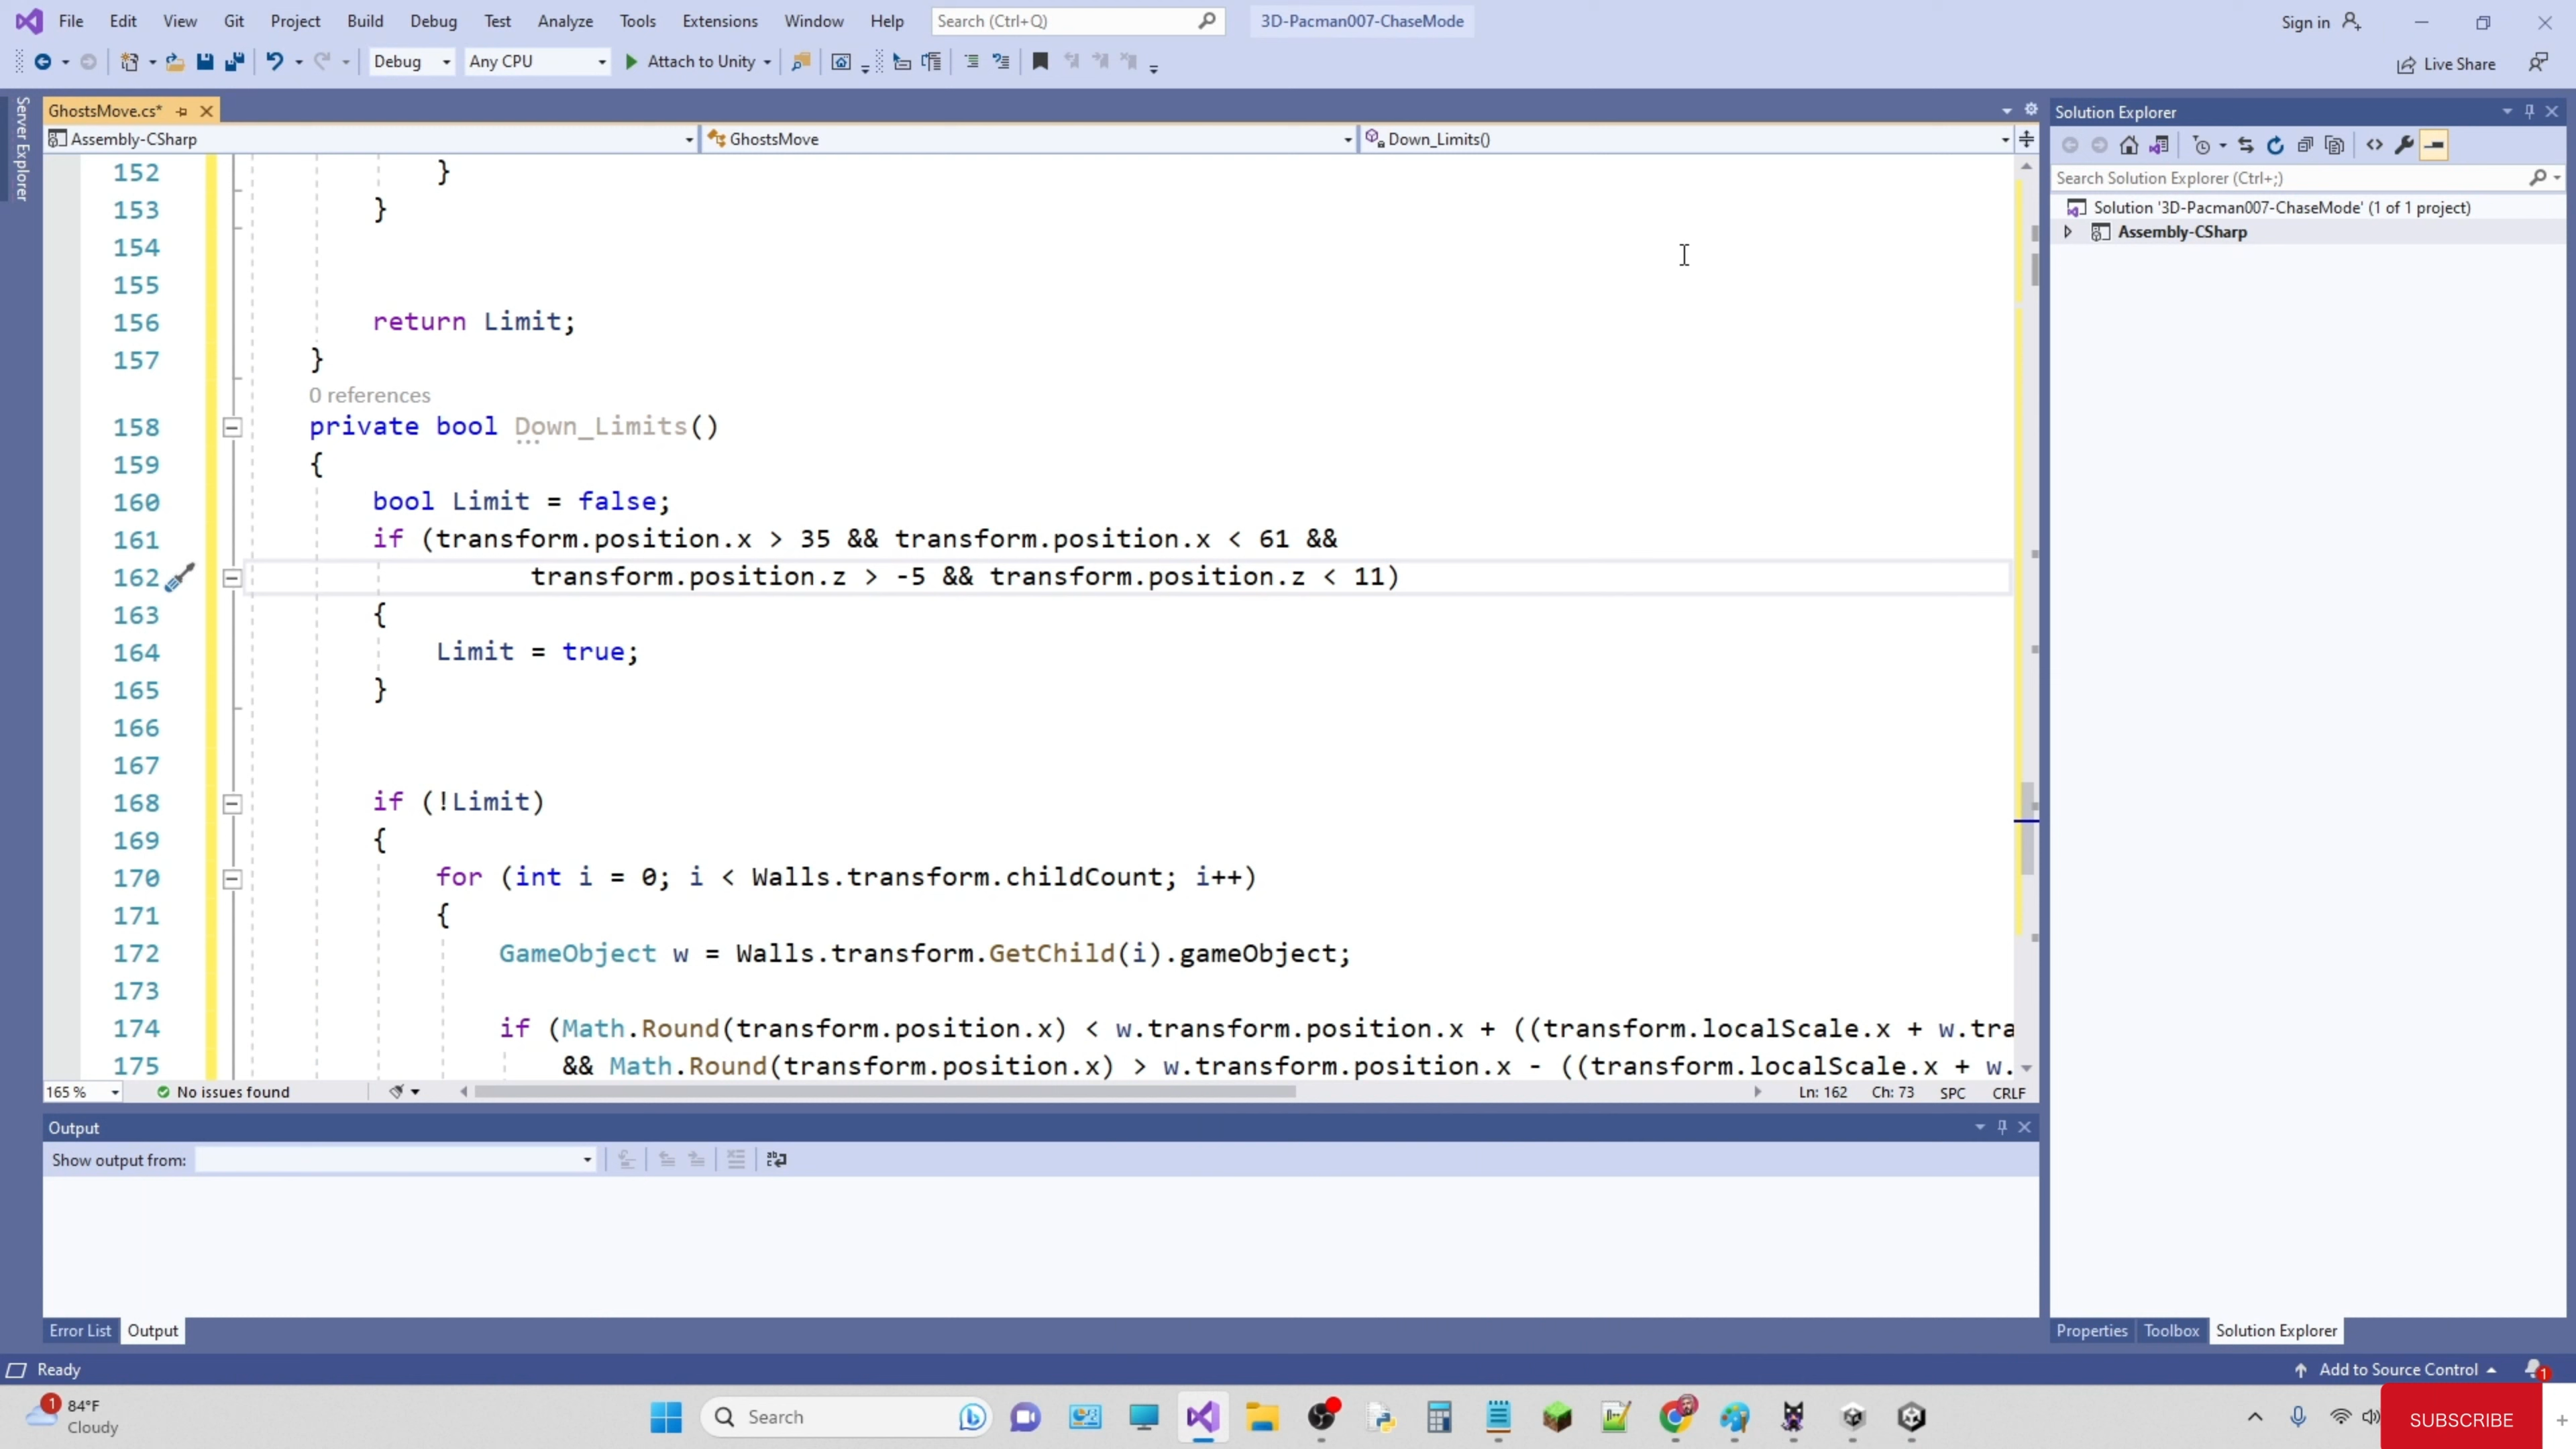 File Edit View Git Project Build Debug Test Analyze Tools Extensions Window Help Search (Ctrl+Q) 3D-Pacman007-ChaseMode Sign in
Debug Any CPU Attach to Unity Live Share
Server Explorer
GhostsMove.cs*
Assembly-CSharp GhostsMove Down_Limits()
152 }
153 }
154
155
156 return Limit;
157 }
0 references
158 private bool Down_Limits()
159 {
160 bool Limit = false;
161 if (transform.position.x > 35 && transform.position.x < 61 &&
162 transform.position.z > -5 && transform.position.z < 11)
163 {
164 Limit = true;
165 }
166
167
168 if (!Limit)
169 {
170 for (int i = 0; i < Walls.transform.childCount; i++)
171 {
172 GameObject w = Walls.transform.GetChild(i).gameObject;
173
174 if (Math.Round(transform.position.x) < w.transform.position.x + ((transform.localScale.x + w.tra
175 && Math.Round(transform.position.x) > w.transform.position.x - ((transform.localScale.x + w.
165 % No issues found Ln: 162 Ch: 73 SPC CRLF
Output
Show output from:
Error List Output
Solution Explorer
Search Solution Explorer (Ctrl+;)
Solution '3D-Pacman007-ChaseMode' (1 of 1 project)
Assembly-CSharp
Properties Toolbox Solution Explorer
Ready Add to Source Control 1
1 84°F
Cloudy
Search
SUBSCRIBE